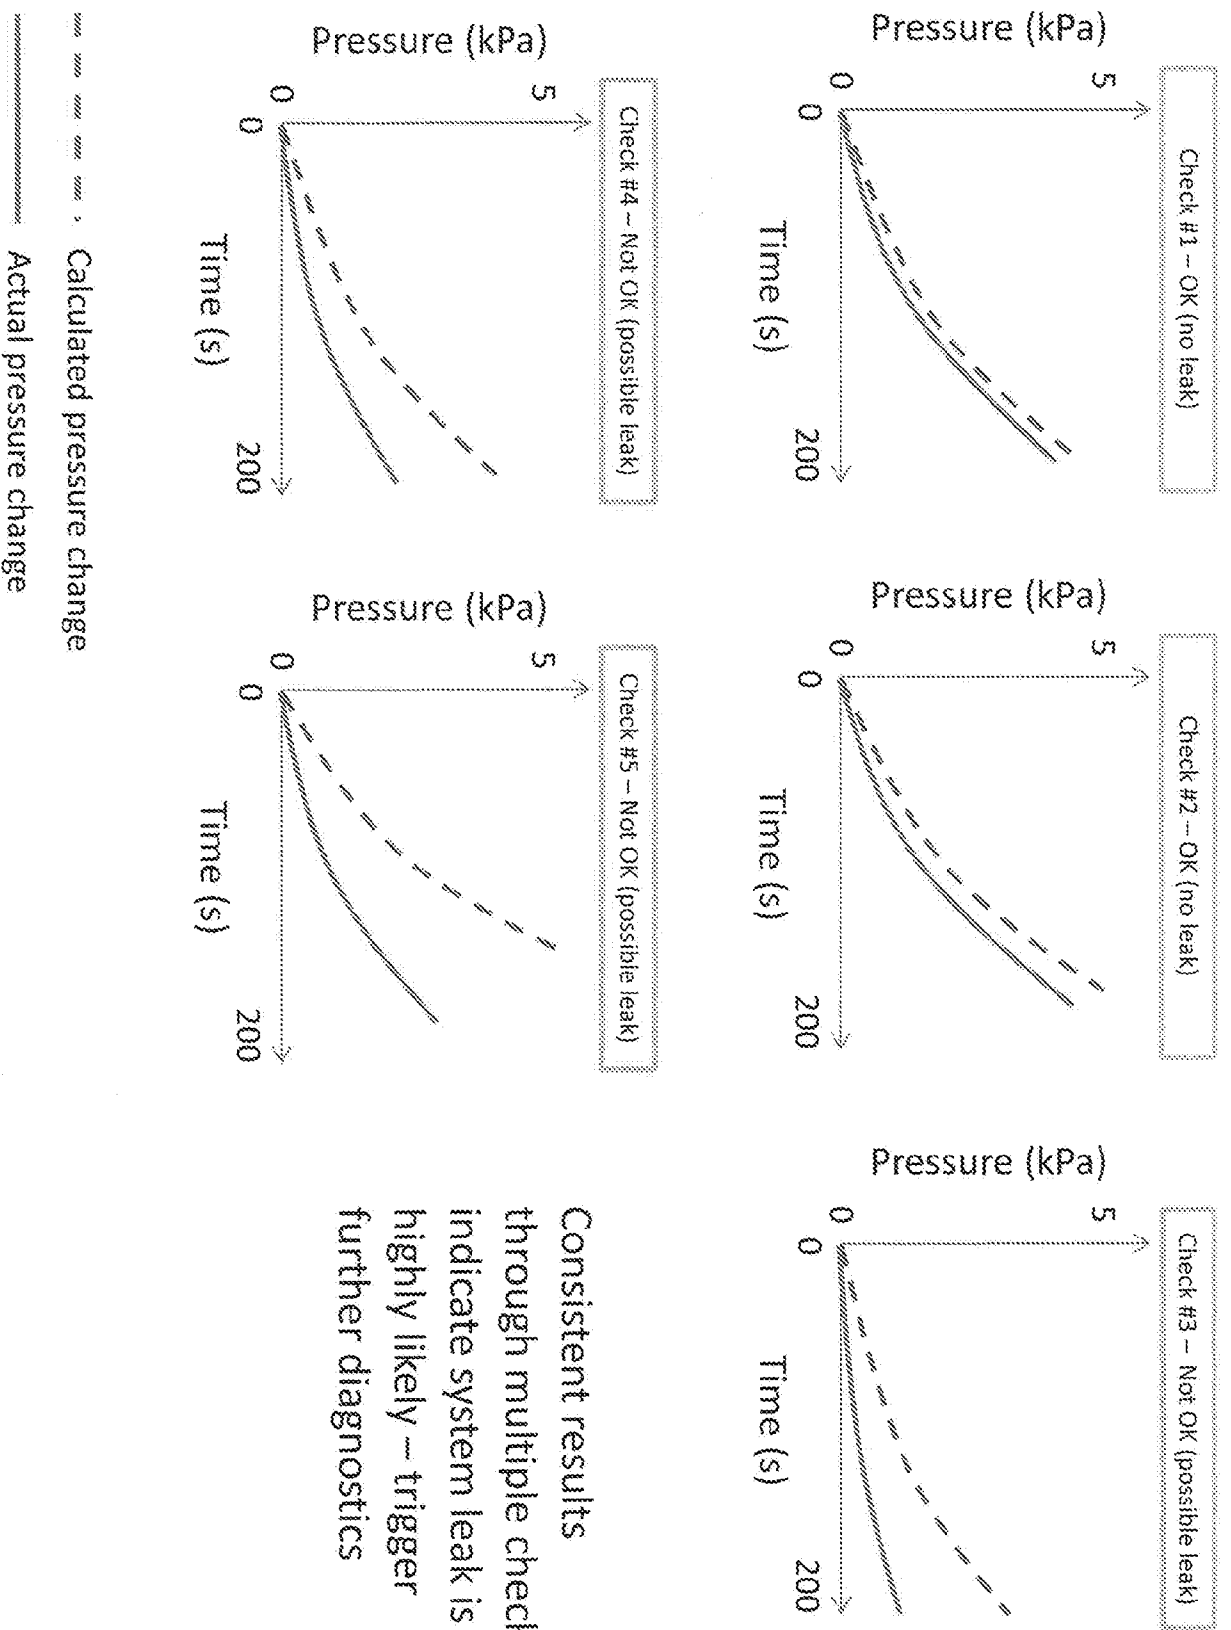 Check #1 – OK (no leak)
Pressure (kPa)
5
0
0
Time (s)
200
Check #2 – OK (no leak)
Pressure (kPa)
5
0
0
Time (s)
200
Check #3 – Not OK (possible leak)
Pressure (kPa)
5
0
0
Time (s)
200
Check #4 – Not OK (possible leak)
Pressure (kPa)
5
0
0
Time (s)
200
Check #5 – Not OK (possible leak)
Pressure (kPa)
5
0
0
Time (s)
200
Consistent results
through multiple
indicate system leak is
highly likely – trigger
further diagnostics
Calculated pressure change
Actual pressure change